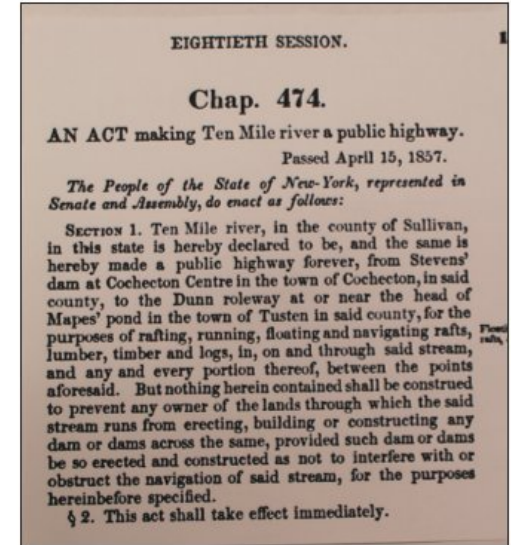 EIGHTIETH SESSION.
Chap. 474.
AN ACT making Ten Mile river a public highway.
Passed April 15, 1857.
The People of the State of New-York, represented in
Senate and Assembly, do enact as follows:
SECTION 1. Ten Mile river, in the county of Sullivan,
in this state is hereby declared to be, and the same is
hereby made a public highway forever, from Stevens'
dam at Cochecton Centre in the town of Cochecton, in said
county, to the Dunn roleway at or near the head of
Mapes' pond in the town of Tusten in said county, for the
purposes of rafting, running, floating and navigating rafts,
lumber, timber and logs, in, on and through said stream,
and any and every portion thereof, between the points
aforesaid. But nothing herein contained shall be construed
to prevent any owner of the lands through which the said
stream runs from erecting, building or constructing any
dam or dams across the same, provided such dam or dams
be so erected and constructed as not to interfere with or
obstruct the navigation of said stream, for the purposes
hereinbefore specified.
§ 2. This act shall take effect immediately.